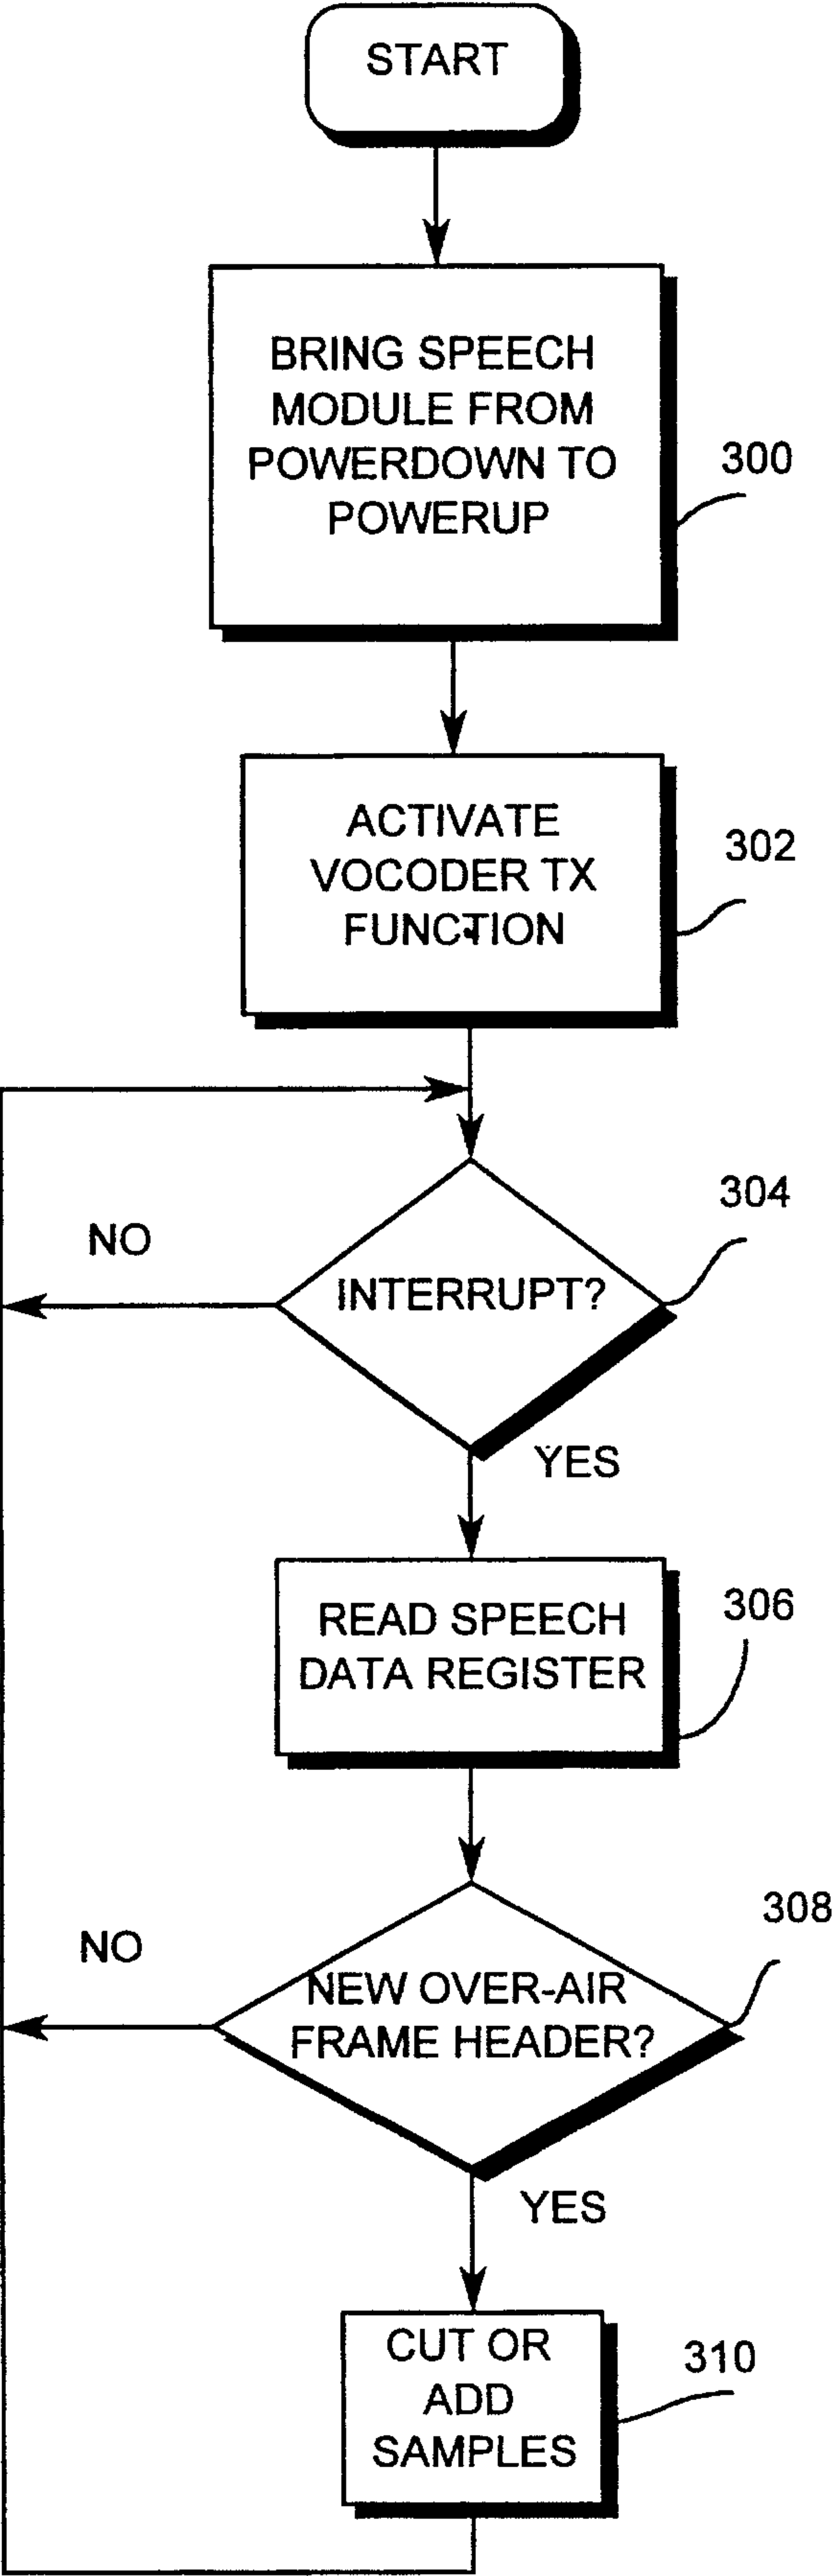 START
BRING SPEECH
MODULE FROM
POWERDOWN TO
POWERUP
300
ACTIVATE
VOCODER TX
FUNCTION
302
304
NO
INTERRUPT?
YES
READ SPEECH
DATA REGISTER
306
308
NO
NEW OVER-AIR
FRAME HEADER?
YES
CUT OR
ADD
SAMPLES
310